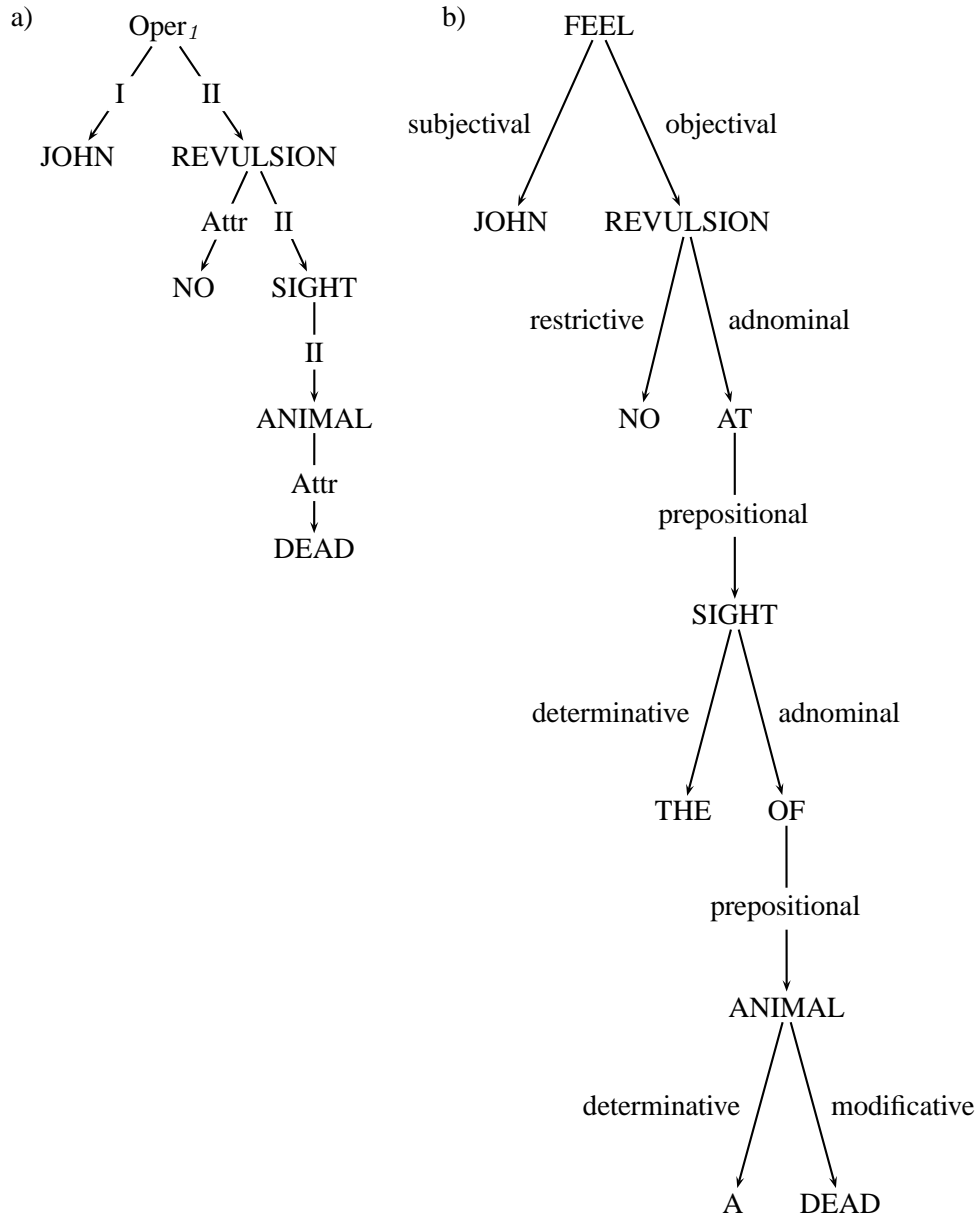 a)
Oper1
I II
JOHN REVULSION
Attr II
NO SIGHT
II
ANIMAL
Attr
DEAD
b)
FEEL
subjectival objectival
JOHN REVULSION
restrictive adnominal
NO AT
prepositional
SIGHT
determinative adnominal
THE OF
prepositional
ANIMAL
determinative modificative
A DEAD